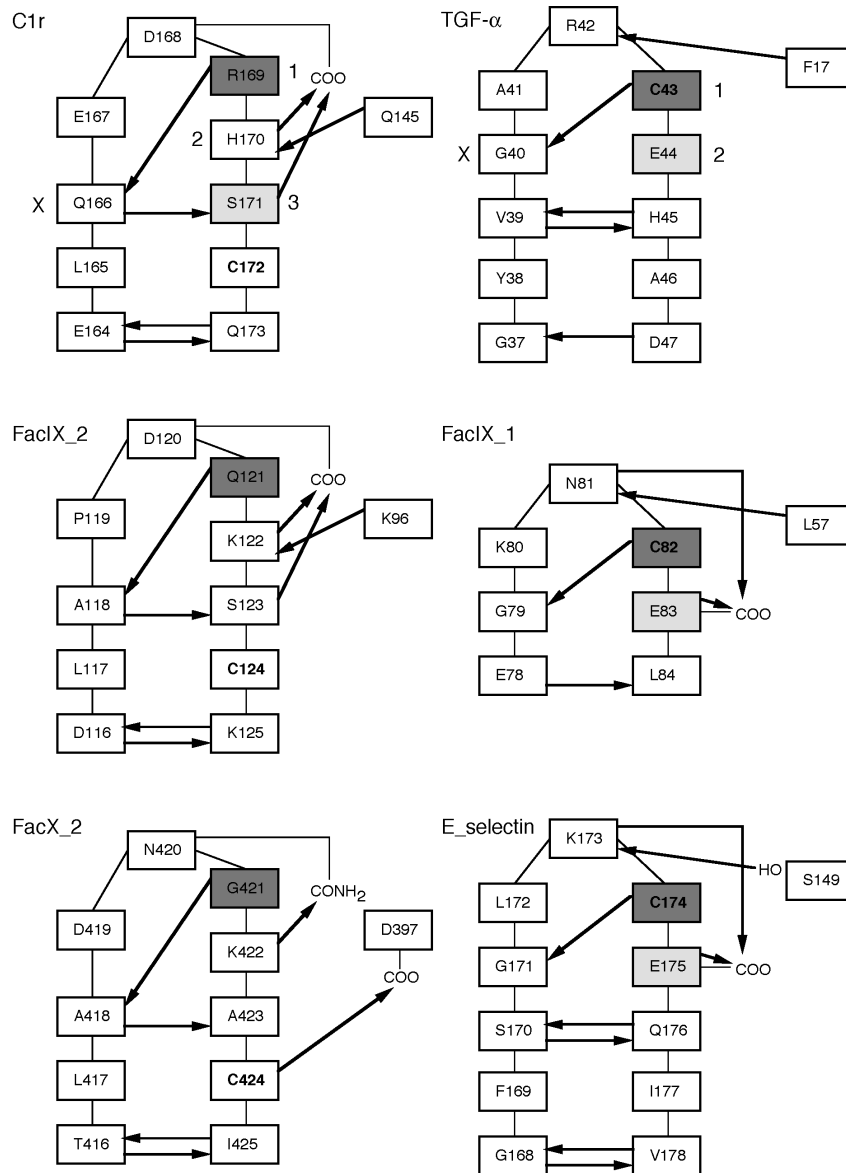 C1r
D168
R169
1
COO
E167
2
H170
Q145
X
Q166
S171
3
L165
C172
E164
Q173
TGF-α
R42
F17
A41
C43
1
X
G40
E44
2
V39
H45
Y38
A46
G37
D47
FacIX_2
D120
Q121
COO
P119
K122
K96
A118
S123
L117
C124
D116
K125
FacIX_1
N81
L57
K80
C82
G79
E83
COO
E78
L84
FacX_2
N420
G421
CONH2
D419
K422
D397
COO
A418
A423
L417
C424
T416
I425
E_selectin
K173
HO
S149
L172
C174
G171
E175
COO
S170
Q176
F169
I177
G168
V178